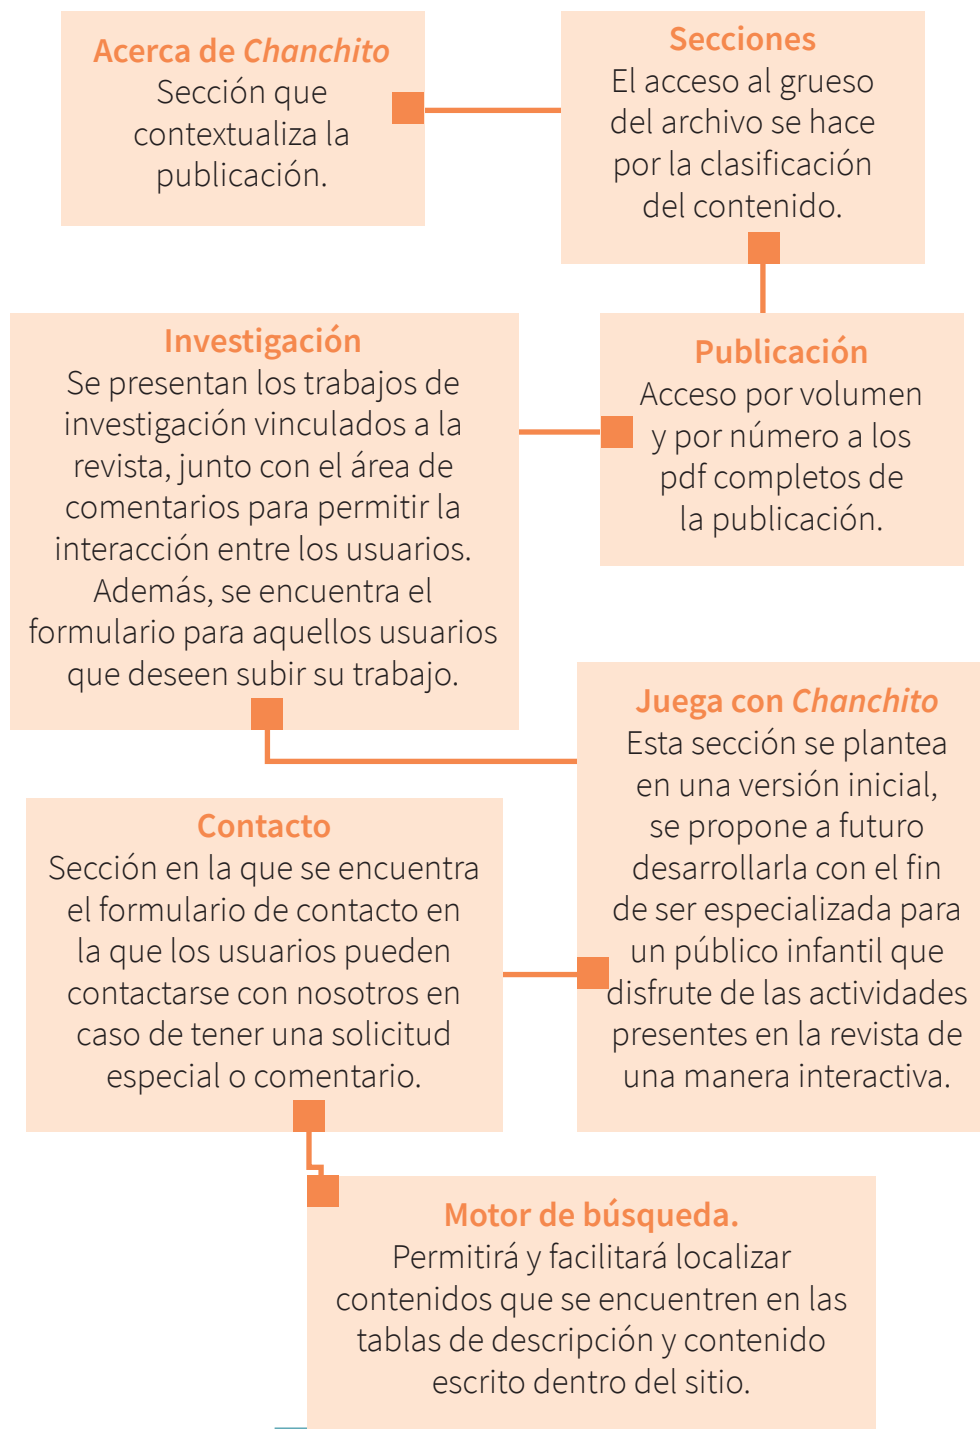 Acerca de Chanchito
Sección que
contextualiza la
publicación.
Secciones
El acceso al grueso
del archivo se hace
por la clasificación
del contenido.
Investigación
Se presentan los trabajos de
investigación vinculados a la
revista, junto con el área de
comentarios para permitir la
interacción entre los usuarios.
Además, se encuentra el
formulario para aquellos usuarios
que deseen subir su trabajo.
Publicación
Acceso por volumen
y por número a los
pdf completos de
la publicación.
Juega con Chanchito
Esta sección se plantea
en una versión inicial,
se propone a futuro
desarrollarla con el fin
de ser especializada para
un público infantil que
disfrute de las actividades
presentes en la revista de
una manera interactiva.
Contacto
Sección en la que se encuentra
el formulario de contacto en
la que los usuarios pueden
contactarse con nosotros en
caso de tener una solicitud
especial o comentario.
Motor de búsqueda.
Permitirá y facilitará localizar
contenidos que se encuentren en las
tablas de descripción y contenido
escrito dentro del sitio.